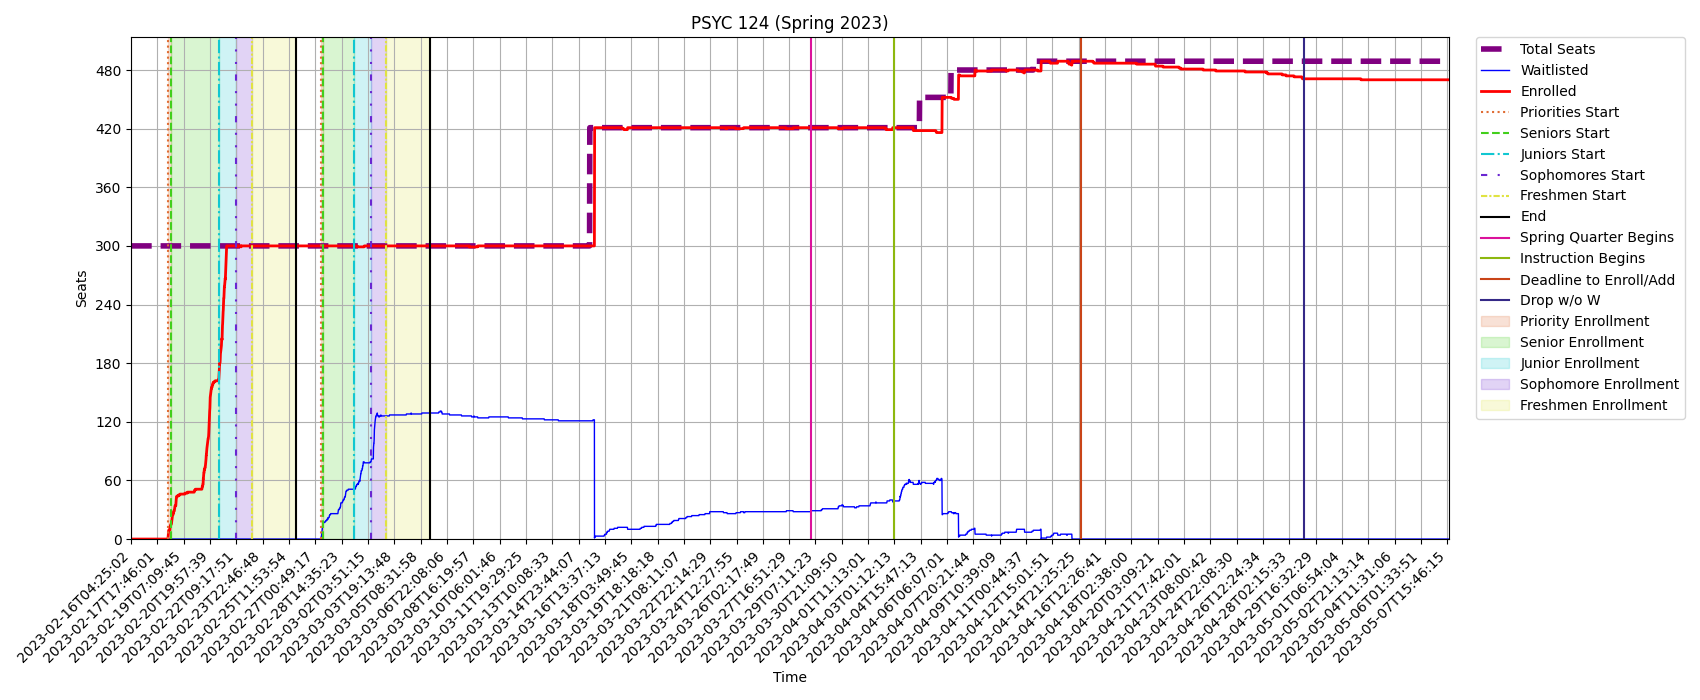 PSYC 124 (Spring 2023)
Seats
480
420
360
300
240
180
120
60
0
2023-02-16T04:25:02
2023-02-17T17:46:01
2023-02-19T07:09:45
2023-02-20T19:57:39
2023-02-22T09:17:51
2023-02-23T22:46:48
2023-02-25T11:53:54
2023-02-27T00:49:17
2023-02-28T14:35:23
2023-03-02T03:51:15
2023-03-03T19:13:48
2023-03-05T08:31:58
2023-03-06T22:08:06
2023-03-08T16:19:57
2023-03-10T06:01:46
2023-03-11T19:29:25
2023-03-13T10:08:33
2023-03-14T23:44:07
2023-03-16T13:37:13
2023-03-18T03:49:45
2023-03-19T18:18:18
2023-03-21T08:11:07
2023-03-22T22:14:29
2023-03-24T12:27:55
2023-03-26T02:17:49
2023-03-27T16:51:29
2023-03-29T07:11:23
2023-03-30T21:09:50
2023-04-01T11:13:01
2023-04-03T01:12:13
2023-04-04T15:47:13
2023-04-06T06:07:01
2023-04-07T20:21:44
2023-04-09T10:39:09
2023-04-11T00:44:37
2023-04-12T15:01:51
2023-04-14T21:25:25
2023-04-16T12:26:41
2023-04-18T02:38:00
2023-04-20T03:09:21
2023-04-21T17:42:01
2023-04-23T08:00:42
2023-04-24T22:08:30
2023-04-26T12:24:34
2023-04-28T02:15:33
2023-04-29T16:32:29
2023-05-01T06:54:04
2023-05-02T21:13:14
2023-05-04T11:31:06
2023-05-06T01:33:51
2023-05-07T15:46:15
Time
Total Seats
Waitlisted
Enrolled
Priorities Start
Seniors Start
Juniors Start
Sophomores Start
Freshmen Start
End
Spring Quarter Begins
Instruction Begins
Deadline to Enroll/Add
Drop w/o W
Priority Enrollment
Senior Enrollment
Junior Enrollment
Sophomore Enrollment
Freshmen Enrollment